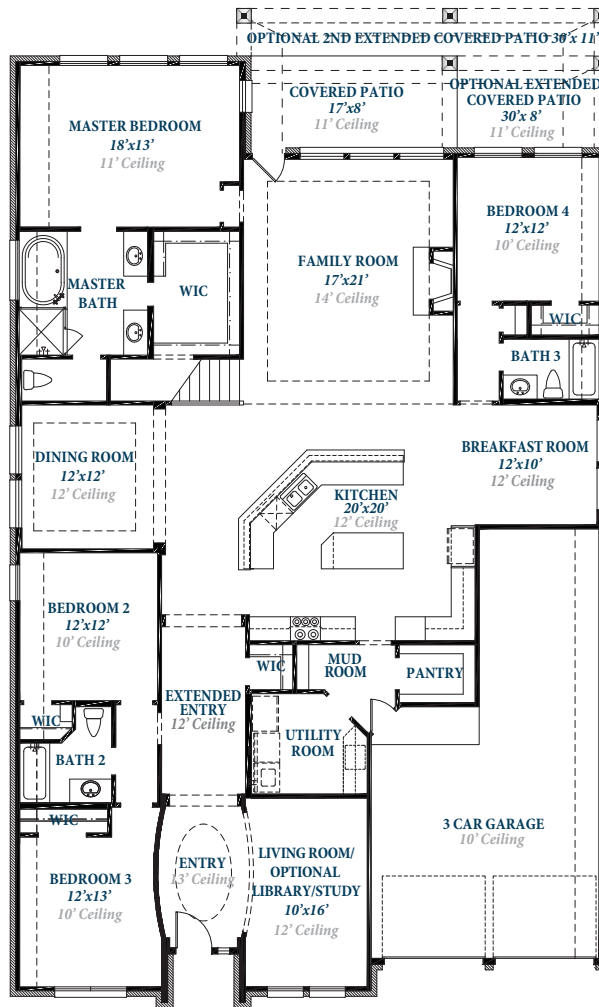 OPTIONAL 2ND EXTENDED COVERED PATIO 30'x 11'
COVERED PATIO
17'x8'
11' Ceiling
OPTIONAL EXTENDED
COVERED PATIO
30'x 8'
11' Ceiling
MASTER BEDROOM
18'x13'
11' Ceiling
BEDROOM 4
12'x12'
10' Ceiling
FAMILY ROOM
17'x21'
14' Ceiling
MASTER
BATH
WIC
WIC
BATH 3
DINING ROOM
12'x12'
12' Ceiling
BREAKFAST ROOM
12'x10'
12' Ceiling
KITCHEN
20'x20'
12' Ceiling
BEDROOM 2
12'x12'
10' Ceiling
WIC
MUD
ROOM
PANTRY
EXTENDED
ENTRY
12' Ceiling
WIC
UTILITY
ROOM
BATH 2
WIC
3 CAR GARAGE
10' Ceiling
ENTRY
13' Ceiling
LIVING ROOM/
OPTIONAL
LIBRARY/STUDY
10'x16'
12' Ceiling
BEDROOM 3
12'x13'
10' Ceiling